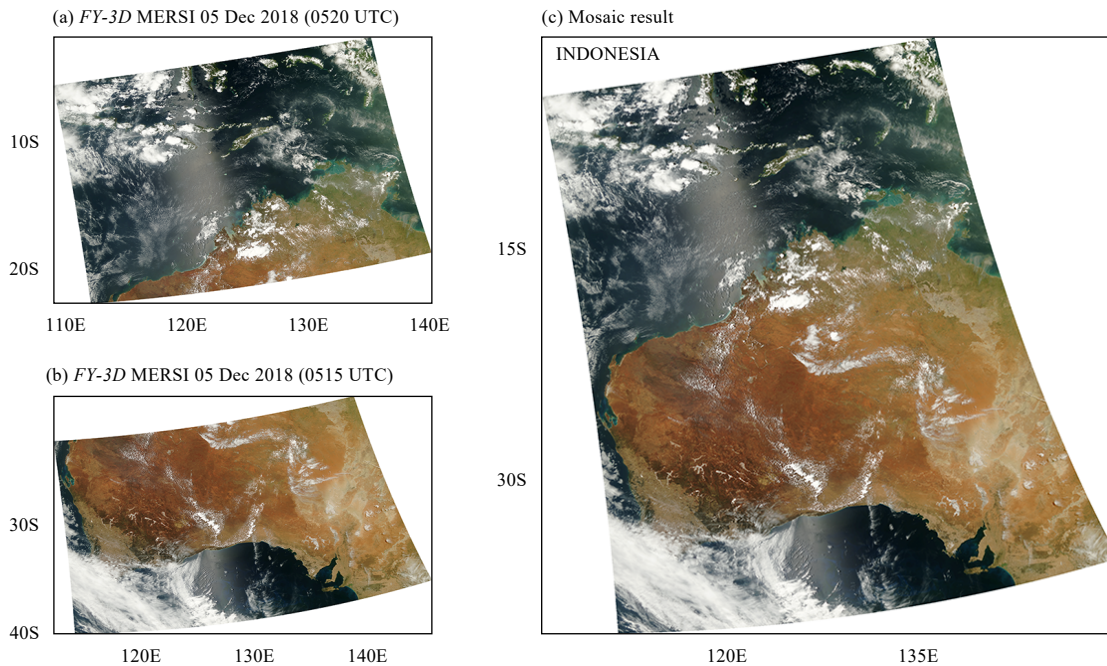 (a) FY-3D MERSI 05 Dec 2018 (0520 UTC)
10S
20S
110E 120E 130E 140E
(b) FY-3D MERSI 05 Dec 2018 (0515 UTC)
30S
40S
120E 130E 140E
(c) Mosaic result
INDONESIA
15S
30S
120E 135E